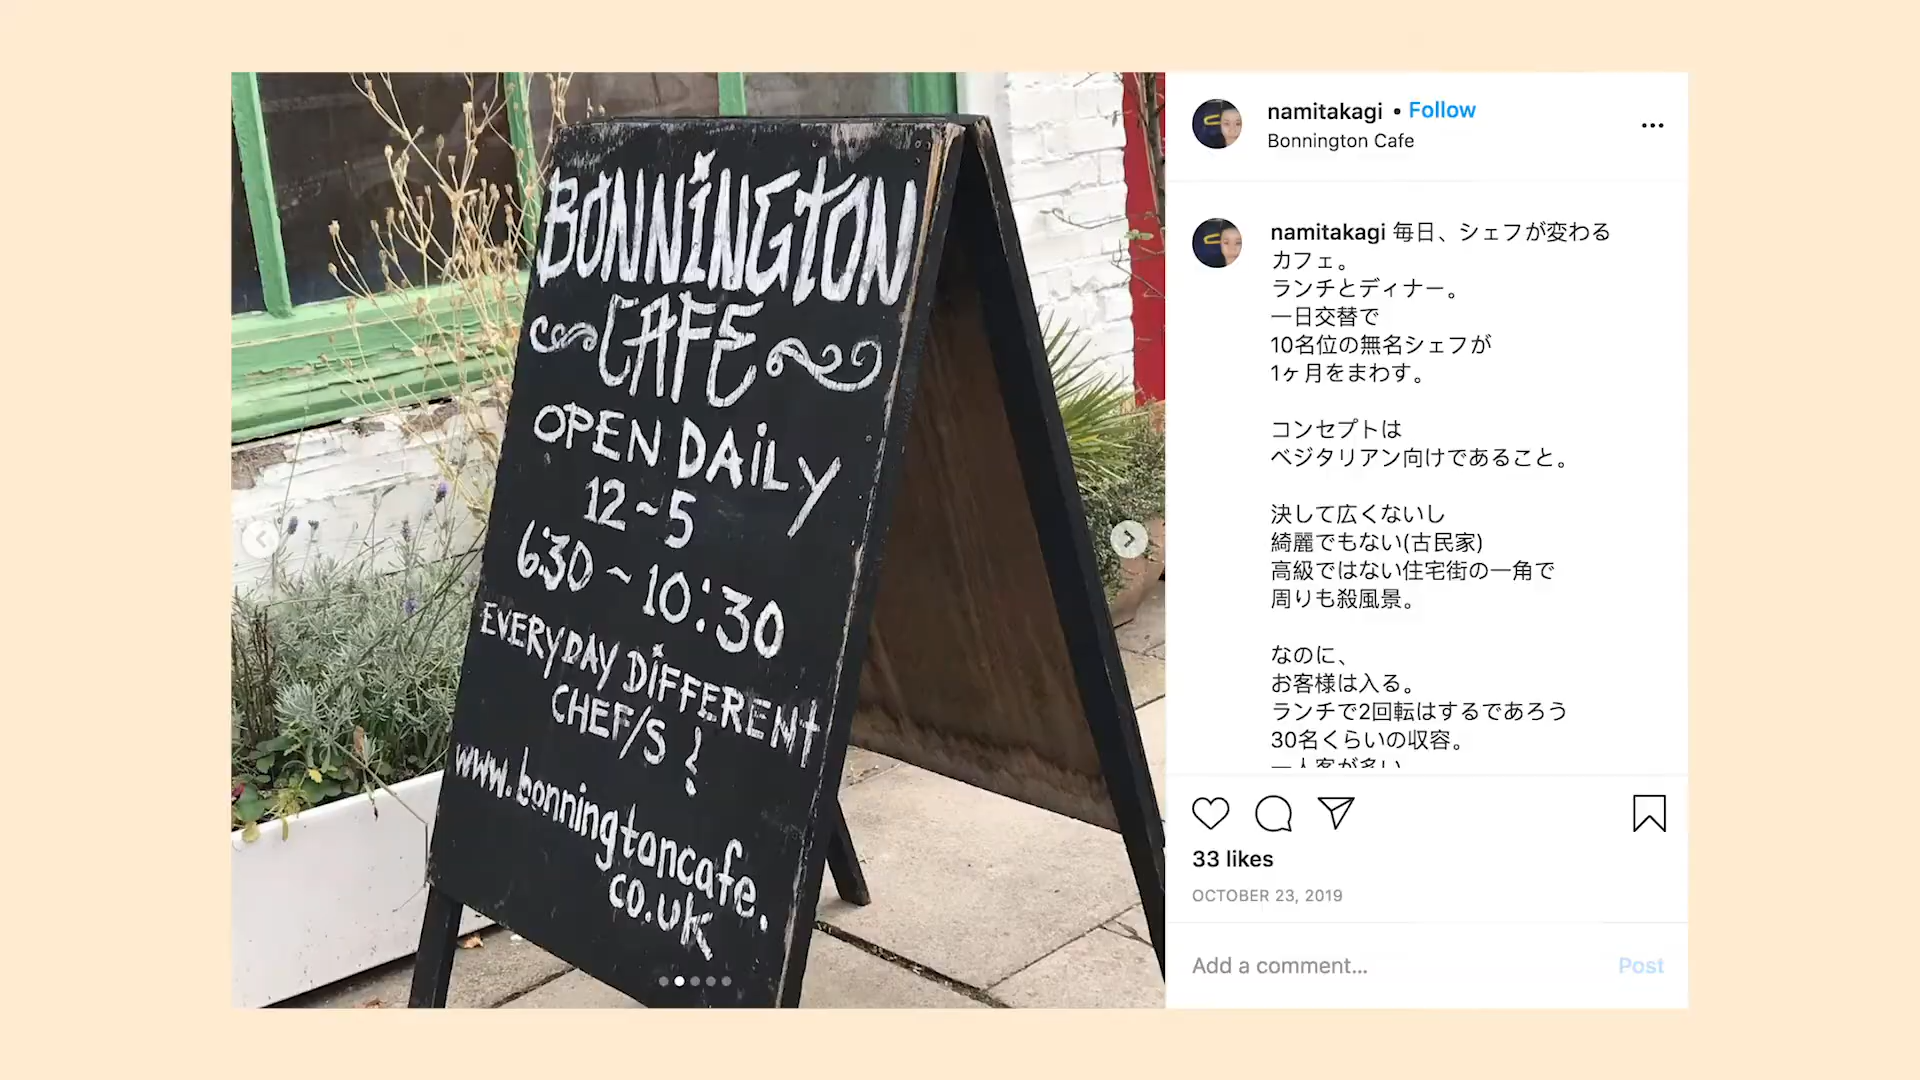 BONNINGTON
CAFE
OPEN DAILY
12~5
6:30 ~ 10:30
EVERYDAY DIFFERENT
CHEF/S !
www.bonningtoncafe.
co.uk
namitakagi • Follow
Bonnington Cafe
namitakagi 毎日、シェフが変わる
カフェ。
ランチとディナー。
一日交替で
10名位の無名シェフが
1ヶ月をまわす。
コンセプトは
ベジタリアン向けであること。
決して広くないし
綺麗でもない(古民家)
高級ではない住宅街の一角で
周りも殺風景。
なのに、
お客様は入る。
ランチで2回転はするであろう
30名くらいの収容。
一人客が多い
33 likes
OCTOBER 23, 2019
Add a comment...
Post